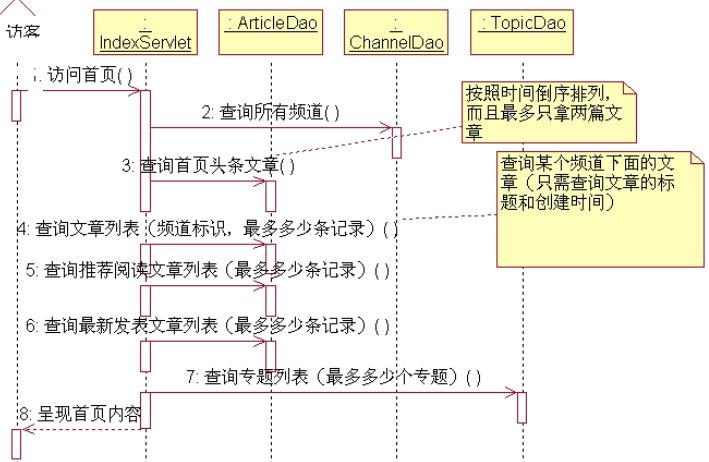 访客
:
IndexServlet
: ArticleDao
:
ChannelDao
: TopicDao
1: 访问首页( )
2: 查询所有频道( )
按照时间倒序排列，
而且最多只拿两篇文
章
3: 查询首页头条文章( )
查询某个频道下面的文
章（只需查询文章的标
题和创建时间）
4: 查询文章列表（频道标识，最多多少条记录）( )
5: 查询推荐阅读文章列表（最多多少条记录）( )
6: 查询最新发表文章列表（最多多少条记录）( )
7: 查询专题列表（最多多少个专题）( )
8: 呈现首页内容